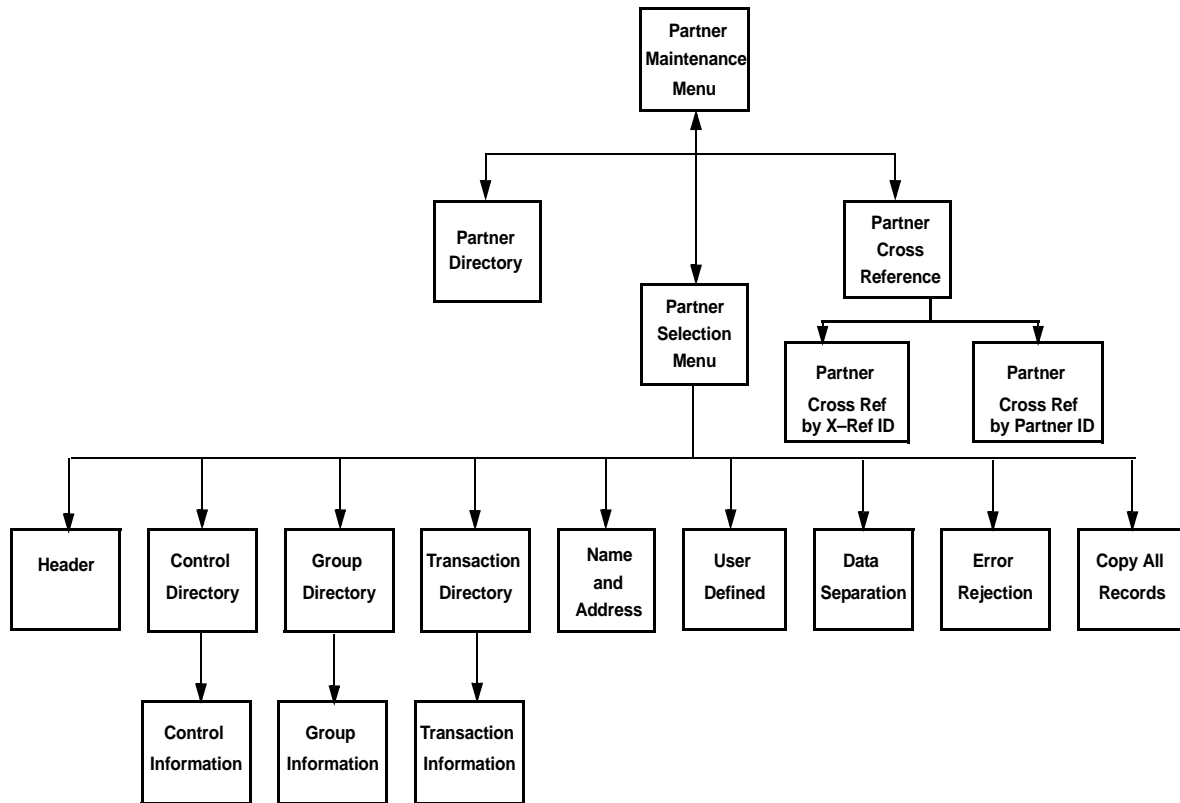 Partner
Maintenance
Menu
Partner
Directory
Partner
Cross
Reference
Partner
Selection
Menu
Partner
Cross Ref
by X–Ref ID
Partner
Cross Ref
by Partner ID
Header
Control
Directory
Group
Directory
Transaction
Directory
Name
and
Address
User
Defined
Data
Separation
Error
Rejection
Copy All
Records
Control
Information
Group
Information
Transaction
Information